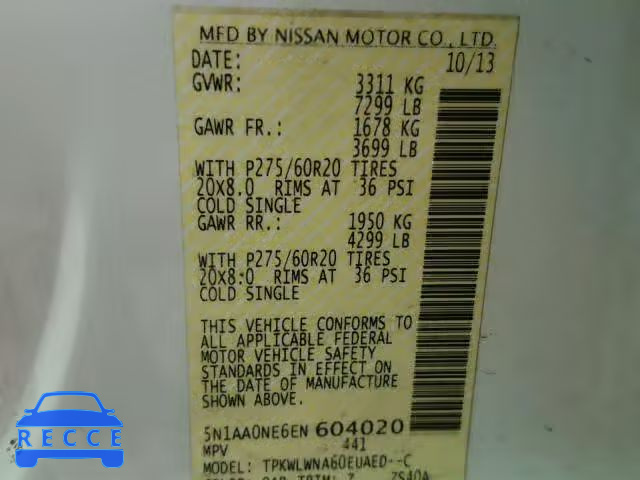 MFD BY NISSAN MOTOR CO., LTD.
DATE: 10/13
GVWR: 3311 KG
7299 LB
GAWR FR.: 1678 KG
3699 LB
WITH P275/60R20 TIRES
20X8.0 RIMS AT 36 PSI
COLD SINGLE
GAWR RR.: 1950 KG
4299 LB
WITH P275/60R20 TIRES
20X8.0 RIMS AT 36 PSI
COLD SINGLE
THIS VEHICLE CONFORMS TO
ALL APPLICABLE FEDERAL
MOTOR VEHICLE SAFETY
STANDARDS IN EFFECT ON
THE DATE OF MANUFACTURE
SHOWN ABOVE.
5N1AA0NE6EN 604020
MPV 441
MODEL: TPKWLWNA60EUAED--C
RECCE